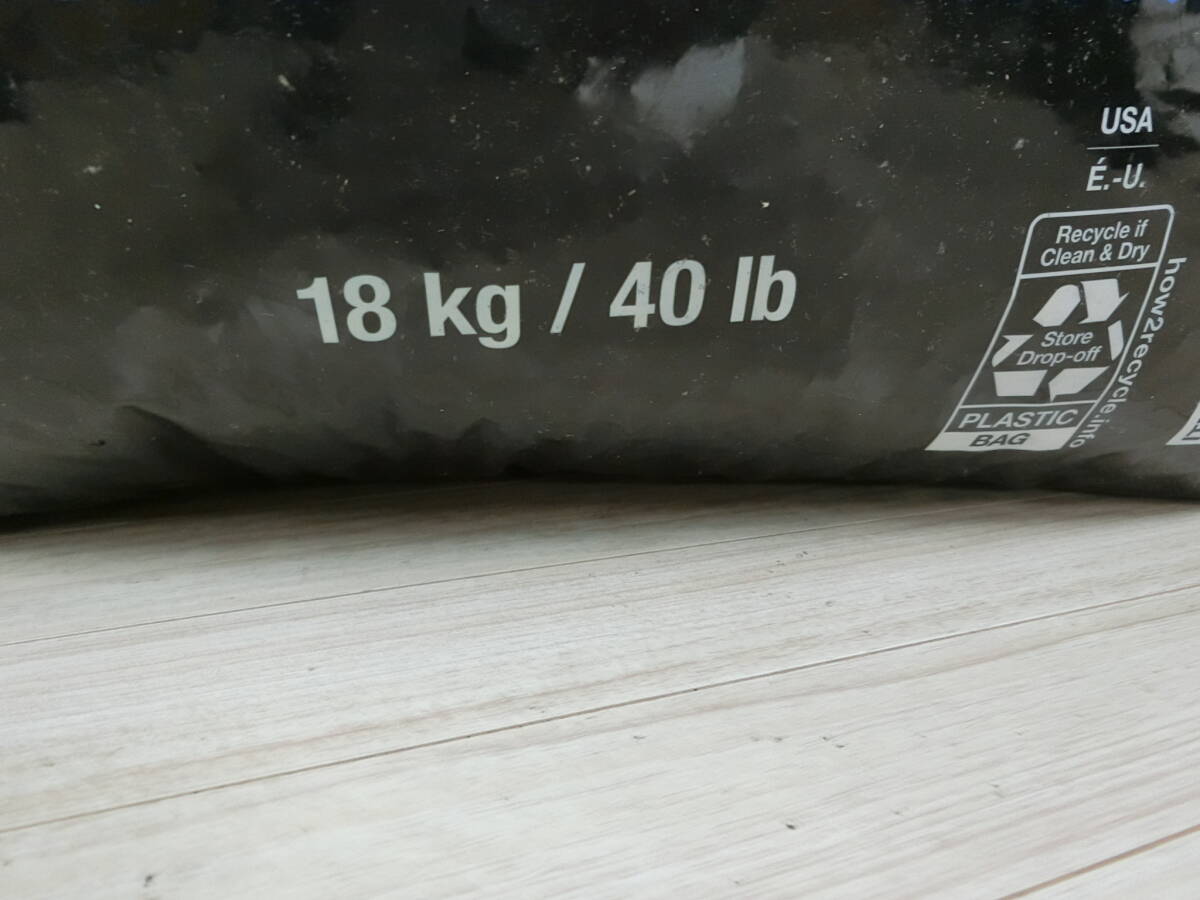 USA
É.-U.
18 kg / 40 lb
Recycle if
Clean & Dry
Store
Drop-off
PLASTIC
BAG
how2recycle.info